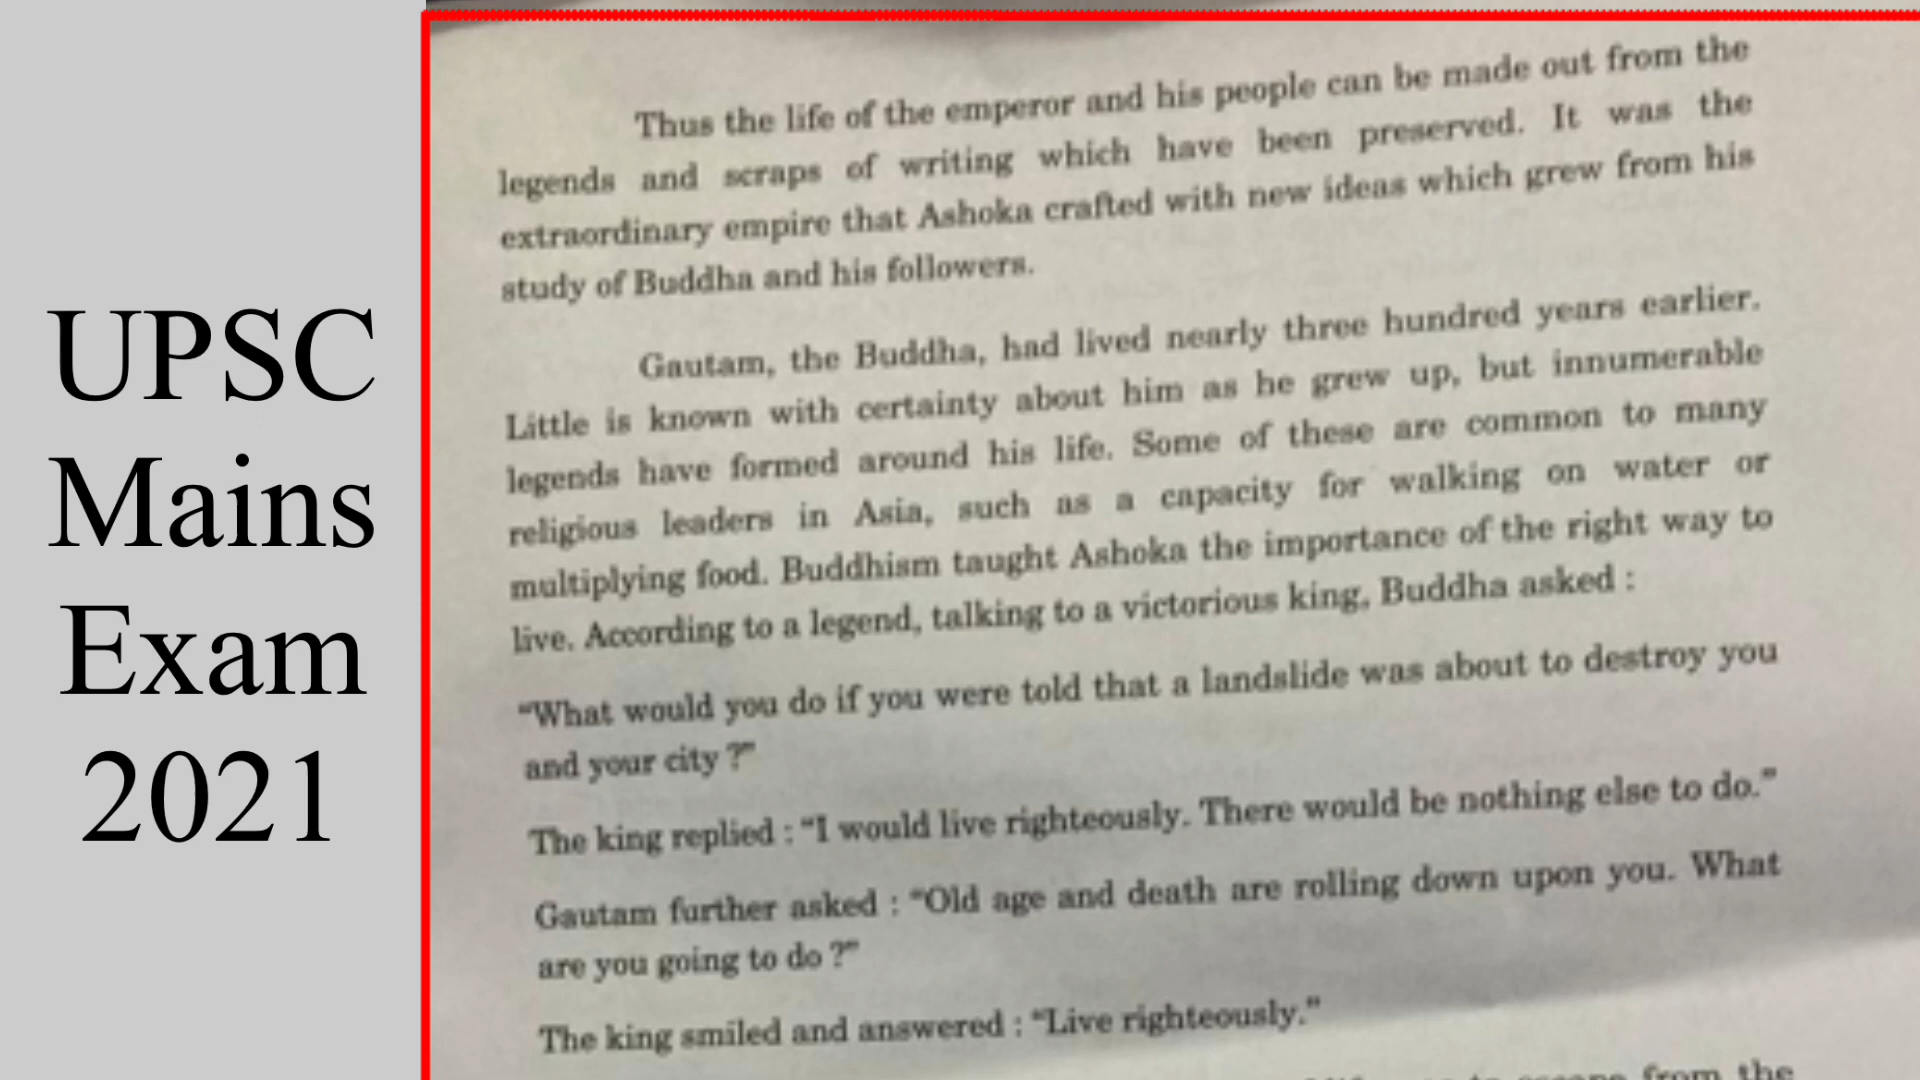 UPSC
Mains
Exam
2021
Thus the life of the emperor and his people can be made out from the
legends and scraps of writing which have been preserved. It was the
extraordinary empire that Ashoka crafted with new ideas which grew from his
study of Buddha and his followers.
Gautam, the Buddha, had lived nearly three hundred years earlier.
Little is known with certainty about him as he grew up, but innumerable
legends have formed around his life. Some of these are common to many
religious leaders in Asia, such as a capacity for walking on water or
multiplying food. Buddhism taught Ashoka the importance of the right way to
live. According to a legend, talking to a victorious king, Buddha asked :
“What would you do if you were told that a landslide was about to destroy you
and your city ?”
The king replied : “I would live righteously. There would be nothing else to do.”
Gautam further asked : “Old age and death are rolling down upon you. What
are you going to do ?”
The king smiled and answered : “Live righteously.”
from the